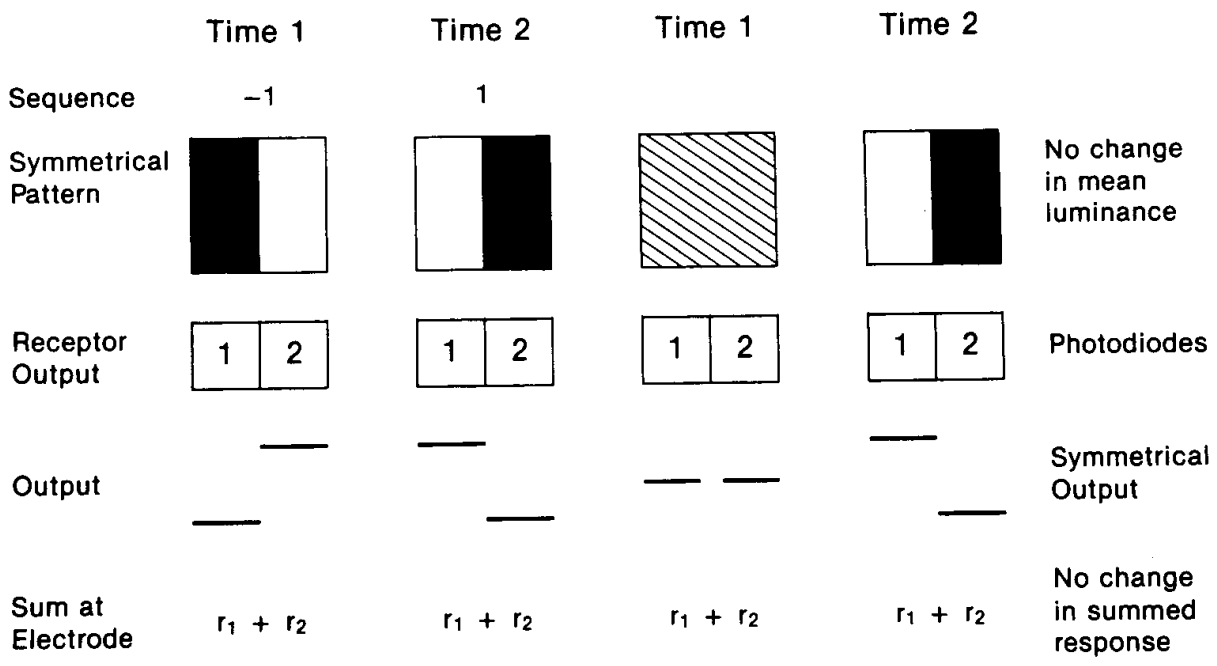 Time 1 Time 2 Time 1 Time 2
Sequence −1 1
Symmetrical
Pattern
No change
in mean
luminance
Receptor
Output
1 2 1 2 1 2 1 2
Photodiodes
Output
Symmetrical
Output
Sum at
Electrode
r₁ + r₂ r₁ + r₂ r₁ + r₂ r₁ + r₂
No change
in summed
response